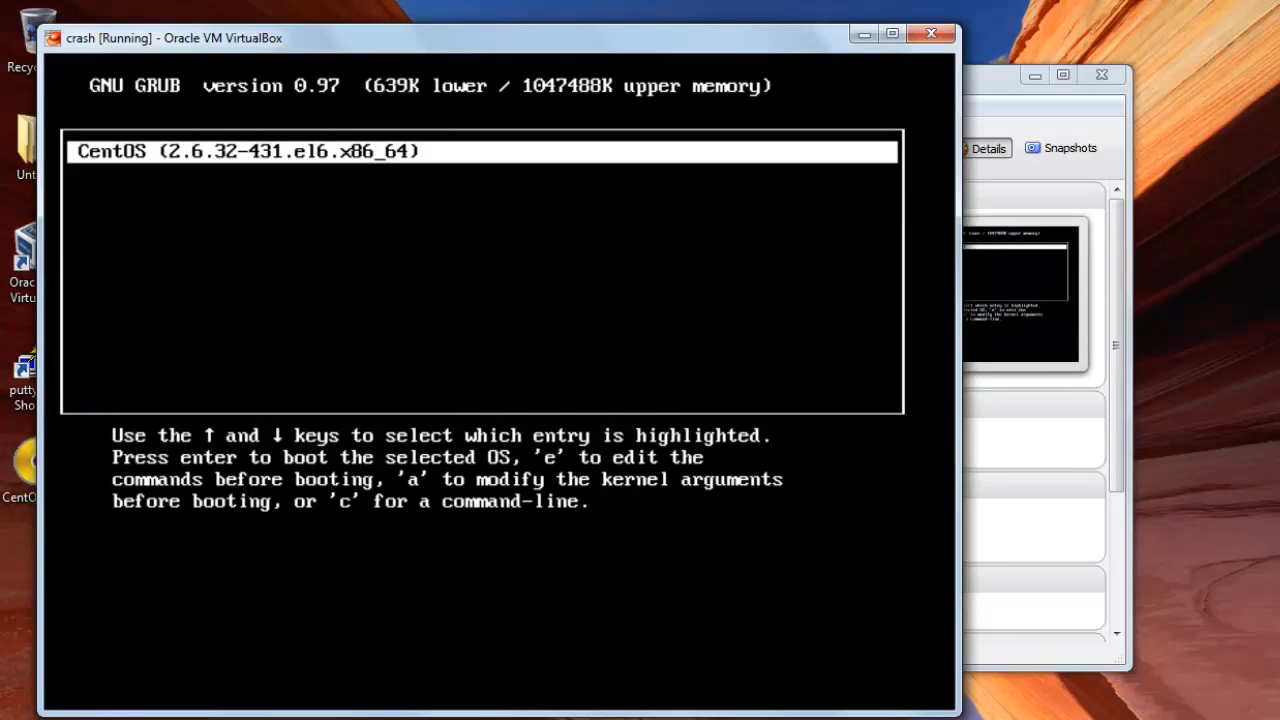 crash [Running] - Oracle VM VirtualBox
GNU GRUB version 0.97 (639K lower / 1047488K upper memory)
CentOS (2.6.32-431.el6.x86_64)
Use the ↑ and ↓ keys to select which entry is highlighted.
Press enter to boot the selected OS, 'e' to edit the
commands before booting, 'a' to modify the kernel arguments
before booting, or 'c' for a command-line.
Details
Snapshots
Recyc
Unt
Orac
Virtu
putty
Sho
CentO